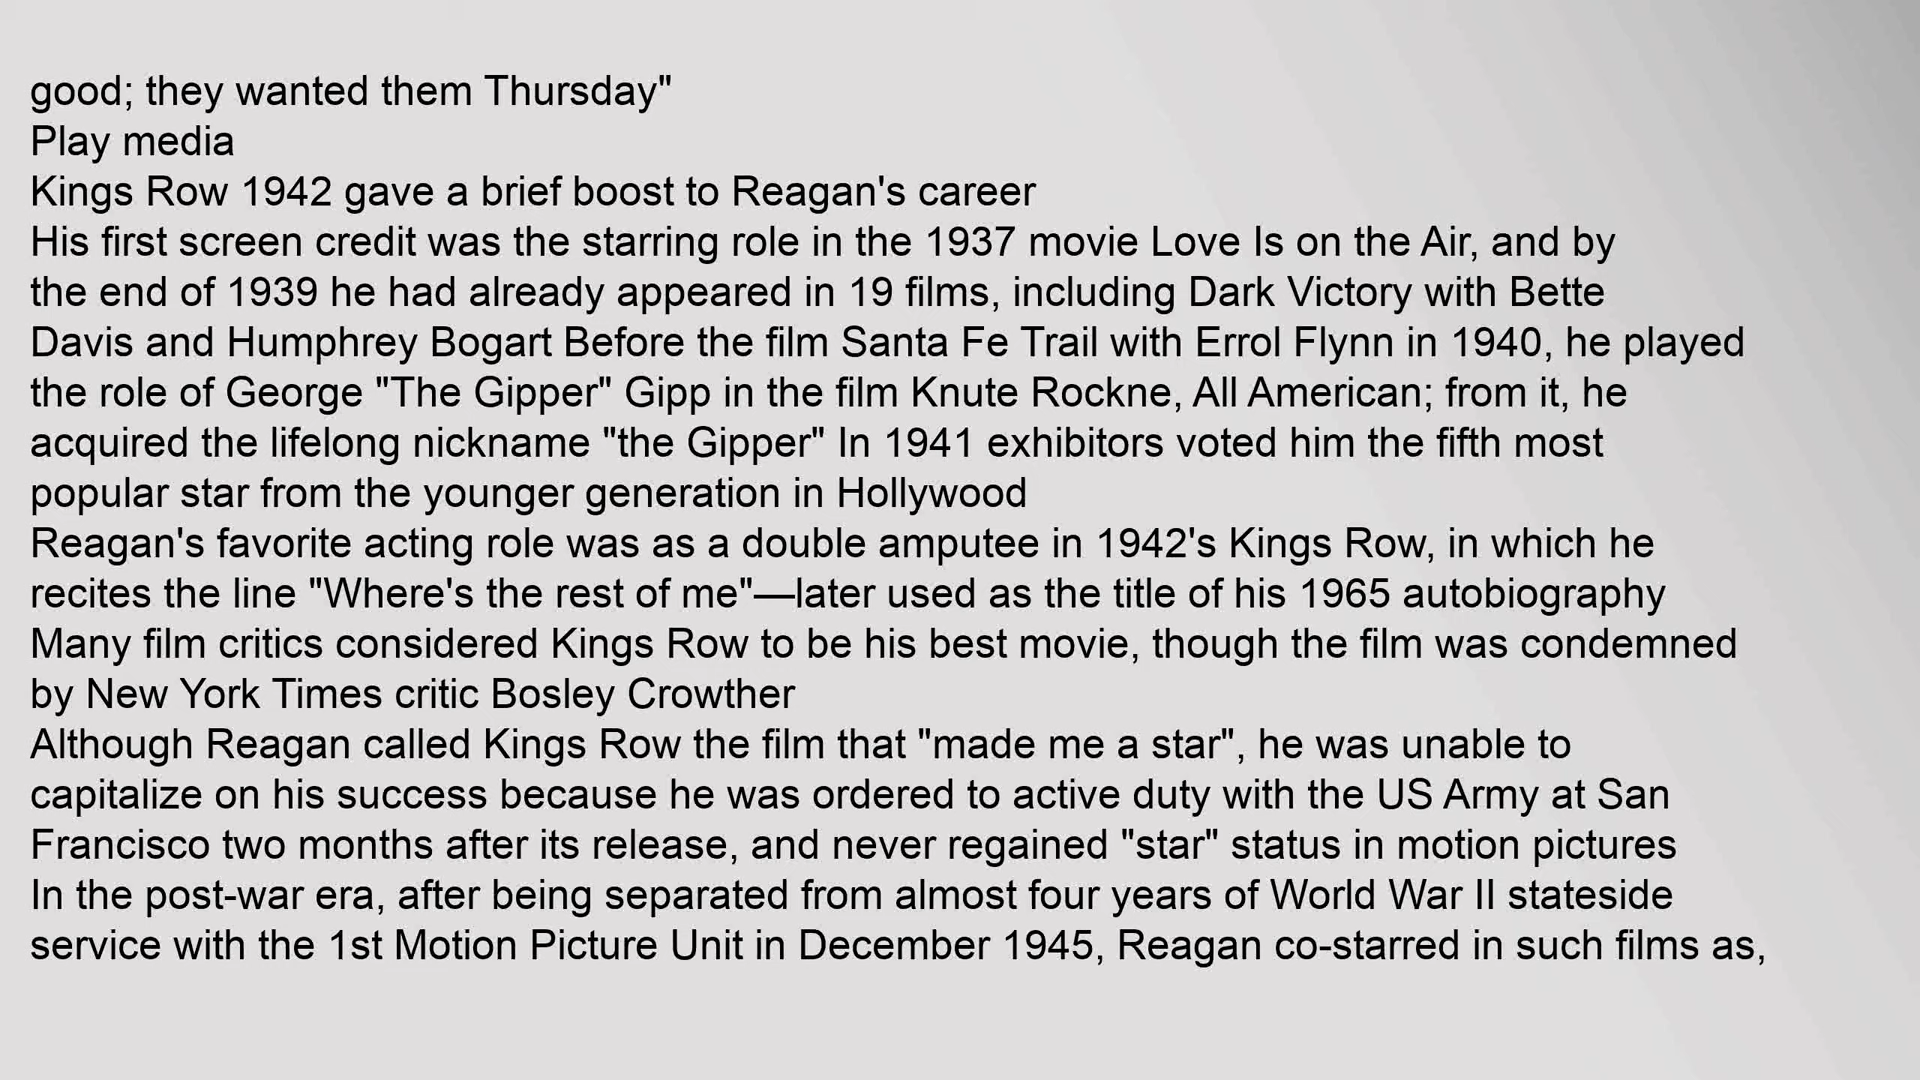 good; they wanted them Thursday"
Play media
Kings Row 1942 gave a brief boost to Reagan's career
His first screen credit was the starring role in the 1937 movie Love Is on the Air, and by
the end of 1939 he had already appeared in 19 films, including Dark Victory with Bette
Davis and Humphrey Bogart Before the film Santa Fe Trail with Errol Flynn in 1940, he played
the role of George "The Gipper" Gipp in the film Knute Rockne, All American; from it, he
acquired the lifelong nickname "the Gipper" In 1941 exhibitors voted him the fifth most
popular star from the younger generation in Hollywood
Reagan's favorite acting role was as a double amputee in 1942's Kings Row, in which he
recites the line "Where's the rest of me"—later used as the title of his 1965 autobiography
Many film critics considered Kings Row to be his best movie, though the film was condemned
by New York Times critic Bosley Crowther
Although Reagan called Kings Row the film that "made me a star", he was unable to
capitalize on his success because he was ordered to active duty with the US Army at San
Francisco two months after its release, and never regained "star" status in motion pictures
In the post-war era, after being separated from almost four years of World War II stateside
service with the 1st Motion Picture Unit in December 1945, Reagan co-starred in such films as,